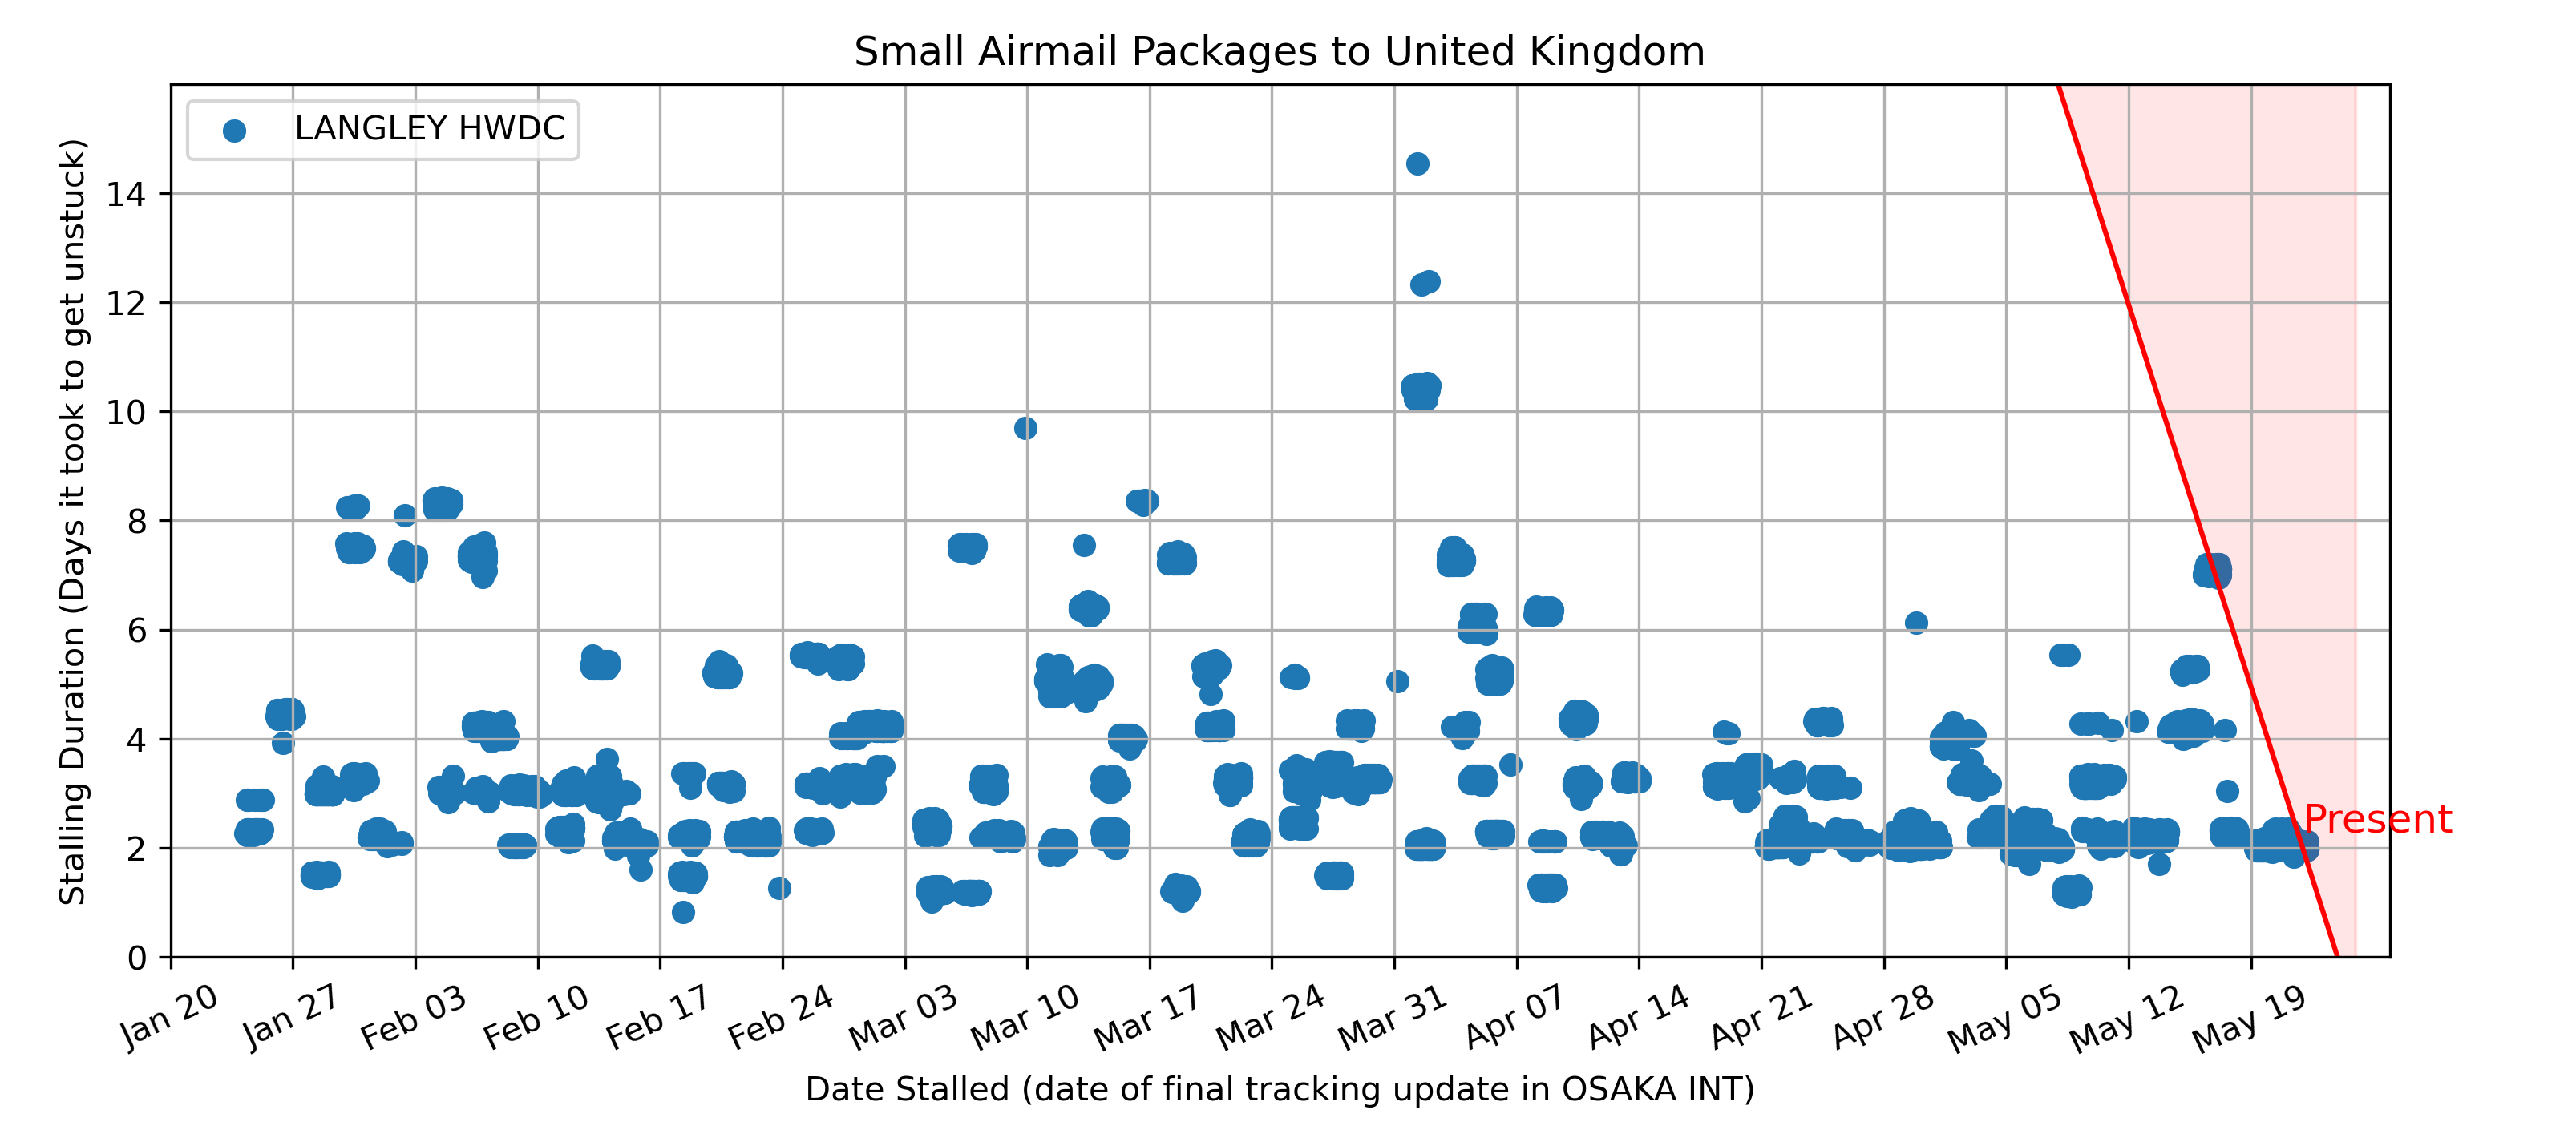 Small Airmail Packages to United Kingdom
LANGLEY HWDC
Stalling Duration (Days it took to get unstuck)
14
12
10
8
6
4
2
0
Present
Jan 20
Jan 27
Feb 03
Feb 10
Feb 17
Feb 24
Mar 03
Mar 10
Mar 17
Mar 24
Mar 31
Apr 07
Apr 14
Apr 21
Apr 28
May 05
May 12
May 19
Date Stalled (date of final tracking update in OSAKA INT)